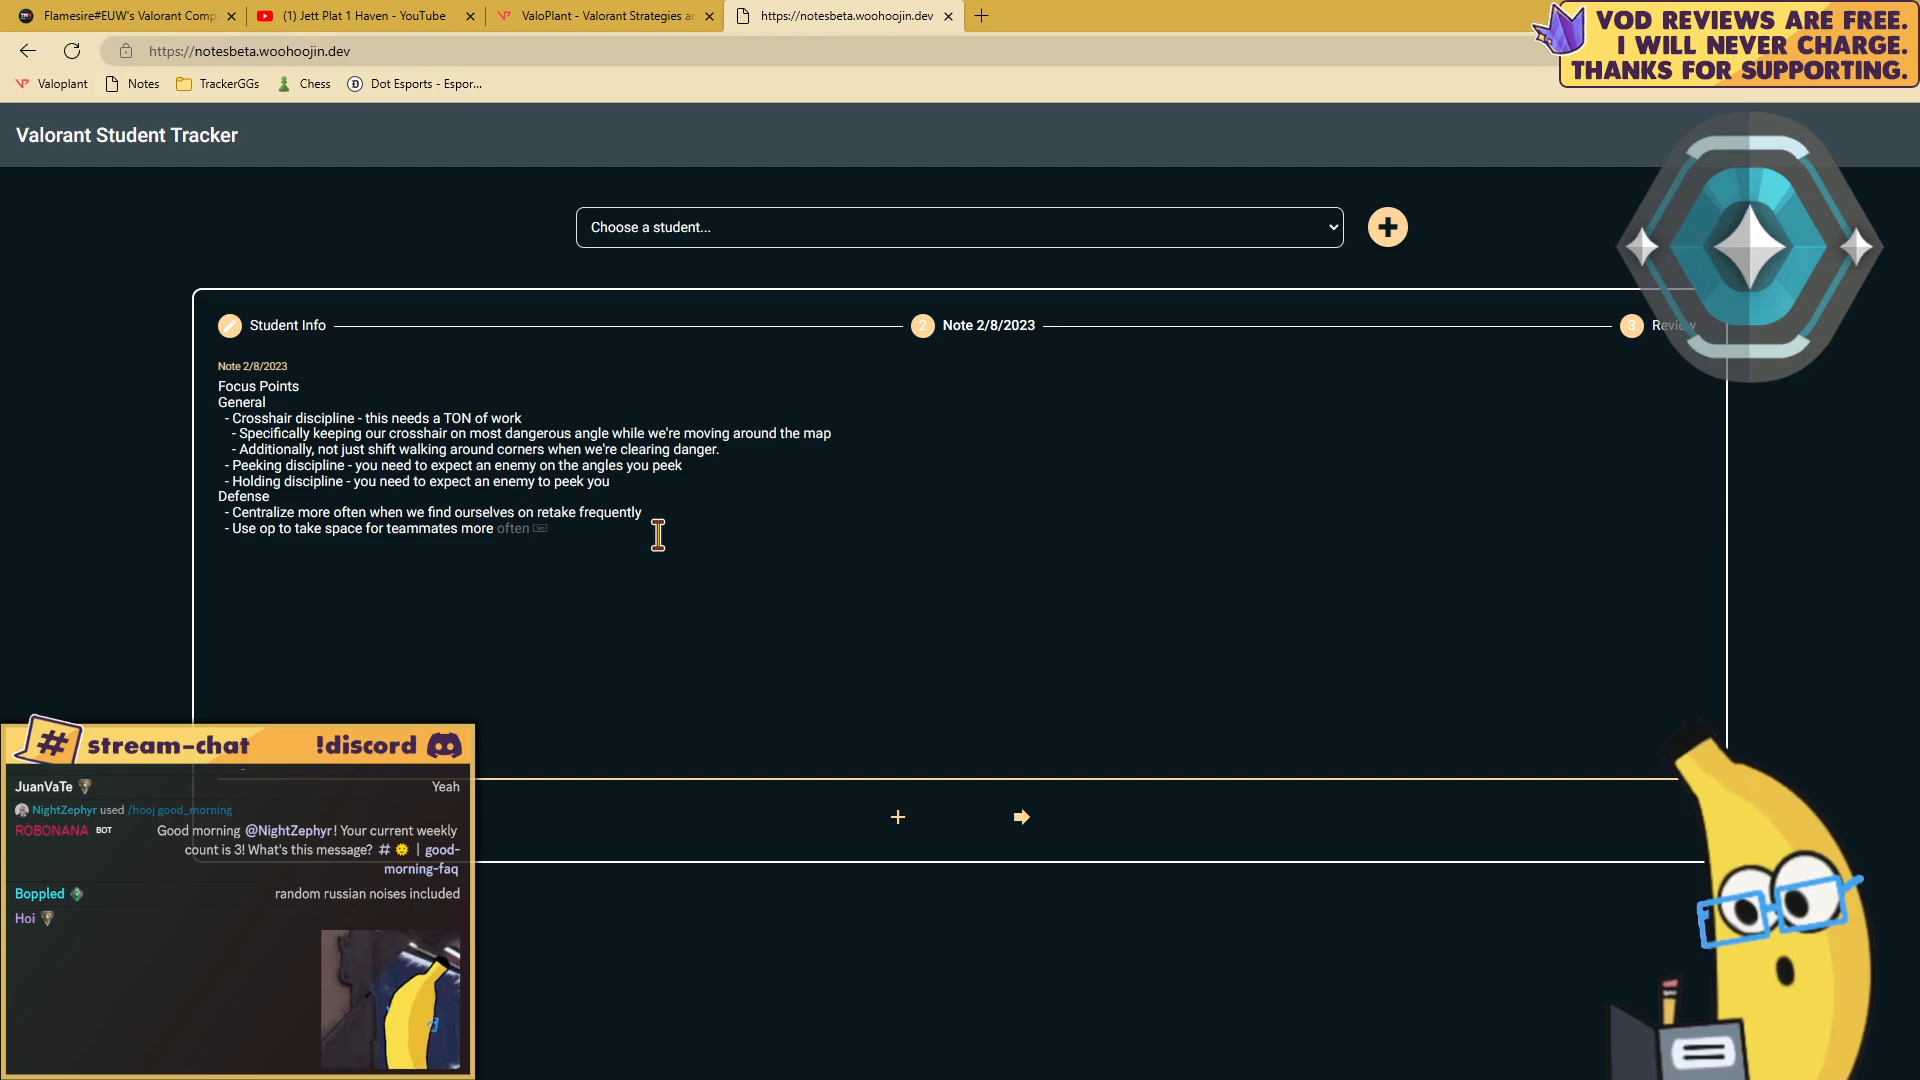 Flamesire#EUW's Valorant Comp
(1) Jett Plat 1 Haven - YouTube
ValoPlant - Valorant Strategies ar
https://notesbeta.woohoojin.dev
https://notesbeta.woohoojin.dev
Valoplant
Notes
TrackerGGs
Chess
Dot Esports - Espor...
VOD REVIEWS ARE FREE.
I WILL NEVER CHARGE.
THANKS FOR SUPPORTING.
Valorant Student Tracker
Choose a student...
Student Info
2 Note 2/8/2023
3 Review
Note 2/8/2023
Focus Points
General
- Crosshair discipline - this needs a TON of work
- Specifically keeping our crosshair on most dangerous angle while we're moving around the map
- Additionally, not just shift walking around corners when we're clearing danger.
- Peeking discipline - you need to expect an enemy on the angles you peek
- Holding discipline - you need to expect an enemy to peek you
Defense
- Centralize more often when we find ourselves on retake frequently
- Use op to take space for teammates more often
# stream-chat !discord
JuanVaTe Yeah
NightZephyr used /hooj good_morning
ROBONANA BOT Good morning @NightZephyr! Your current weekly
count is 3! What's this message? # | good-
morning-faq
Boppled random russian noises included
Hoi